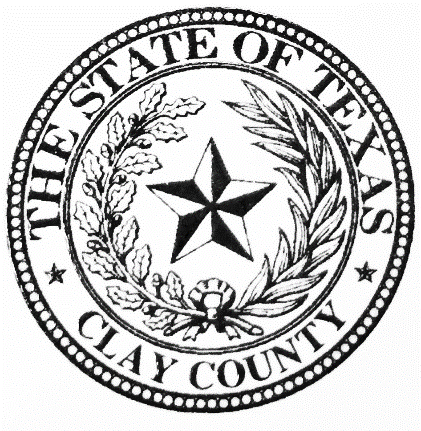 THE STATE OF TEXAS
CLAY COUNTY